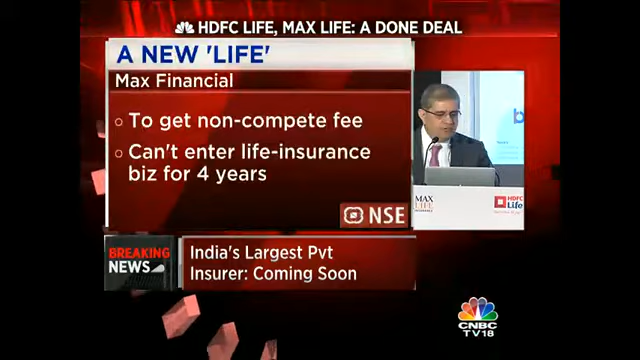 HDFC LIFE, MAX LIFE: A DONE DEAL
A NEW 'LIFE'
Max Financial
To get non-compete fee
Can't enter life-insurance
biz for 4 years
NSE
MAX
LIFE
INSURANCE
HDFC
Life
BREAKING
NEWS
India's Largest Pvt
Insurer: Coming Soon
CNBC
TV18